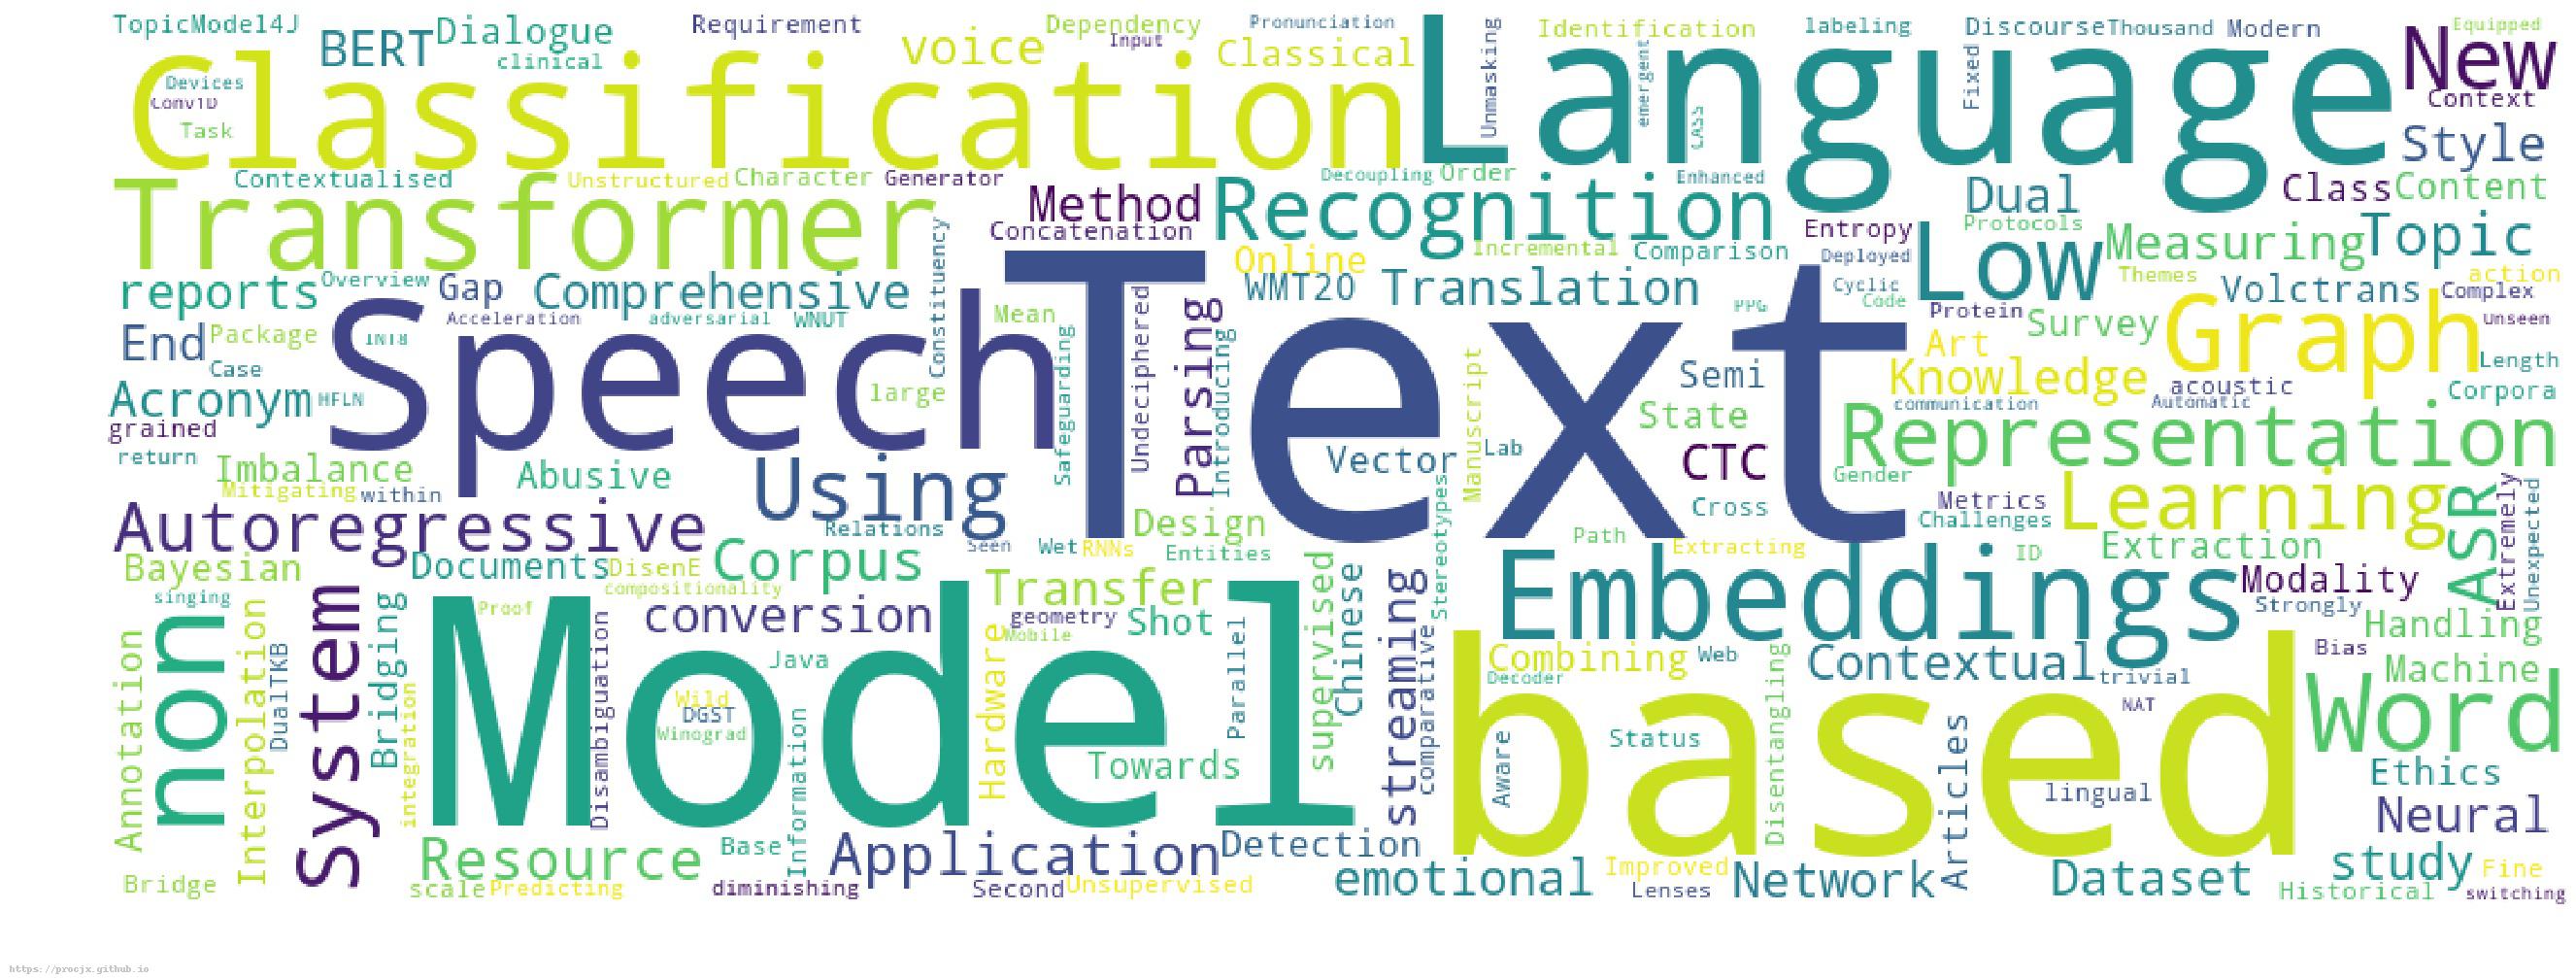 TopicModel4J BERT Dialogue Requirement voice Dependency Input Pronunciation Classical Unmasking Identification labeling Discourse Thousand Modern New Equipped
Devices Conv1D Task clinical Classification Language emergent CASS Fixed Context Style
Contextualised Unstructured Character Generator Decoupling Order Enhanced Dual Class Content
Transformer Method Concatenation Recognition Incremental Comparison Entropy Protocols Low Measuring Topic
reports Overview Gap Comprehensive Constituency Online WMT20 Translation Deployed Cyclic Code PPG Themes Volctrans action Complex
End Package Acceleration adversarial WNUT Mean Protein Survey Graph Unseen
INT8 Case Speech Text Undeciphered Parsing Introducing Safeguarding Semi Art Knowledge acoustic Length
Acronym HFLN large Manuscript State communication Automatic Corpora
grained return Imbalance Abusive Using Vector Lab CTC Gender Representation
Mitigating within Relations Design Cross Metrics Challenges Learning ASR Extremely Unexpected
Autoregressive Corpus Seen Wet RNNs Entities Stereotypes Path Extracting ID Extraction
Bayesian Documents DisenE compositionality Transfer supervised Chinese streaming Embeddings Modality Strongly
singing non System Bridging Proof conversion geometry Mobile Shot comparative Handling
Annotation Interpolation DualTKB integration Model Disambiguation Java Hardware Parallel Combining Web Decoder Contextual trivial Bias Machine
Wild DGST Winograd Information Towards Aware Status Disentangling based NAT Word
lingual Articles Ethics Neural
Resource Base Application Detection
Bridge scale Predicting diminishing Second Unsupervised emotional Improved Lenses Network Dataset study Historical Fine switching
https://procjx.github.io